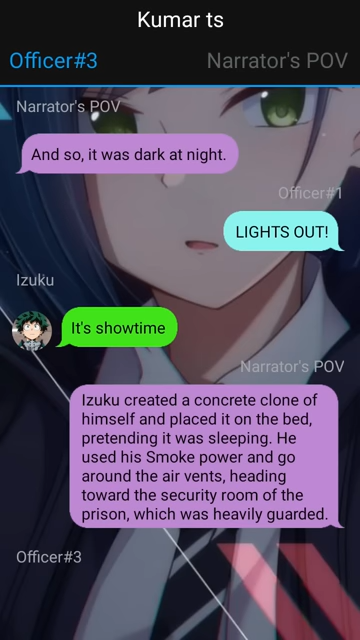 Kumar ts
Officer#3
Narrator's POV
Narrator's POV
And so, it was dark at night.
Officer#1
LIGHTS OUT!
Izuku
It's showtime
Narrator's POV
Izuku created a concrete clone of
himself and placed it on the bed,
pretending it was sleeping. He
used his Smoke power and go
around the air vents, heading
toward the security room of the
prison, which was heavily guarded.
Officer#3